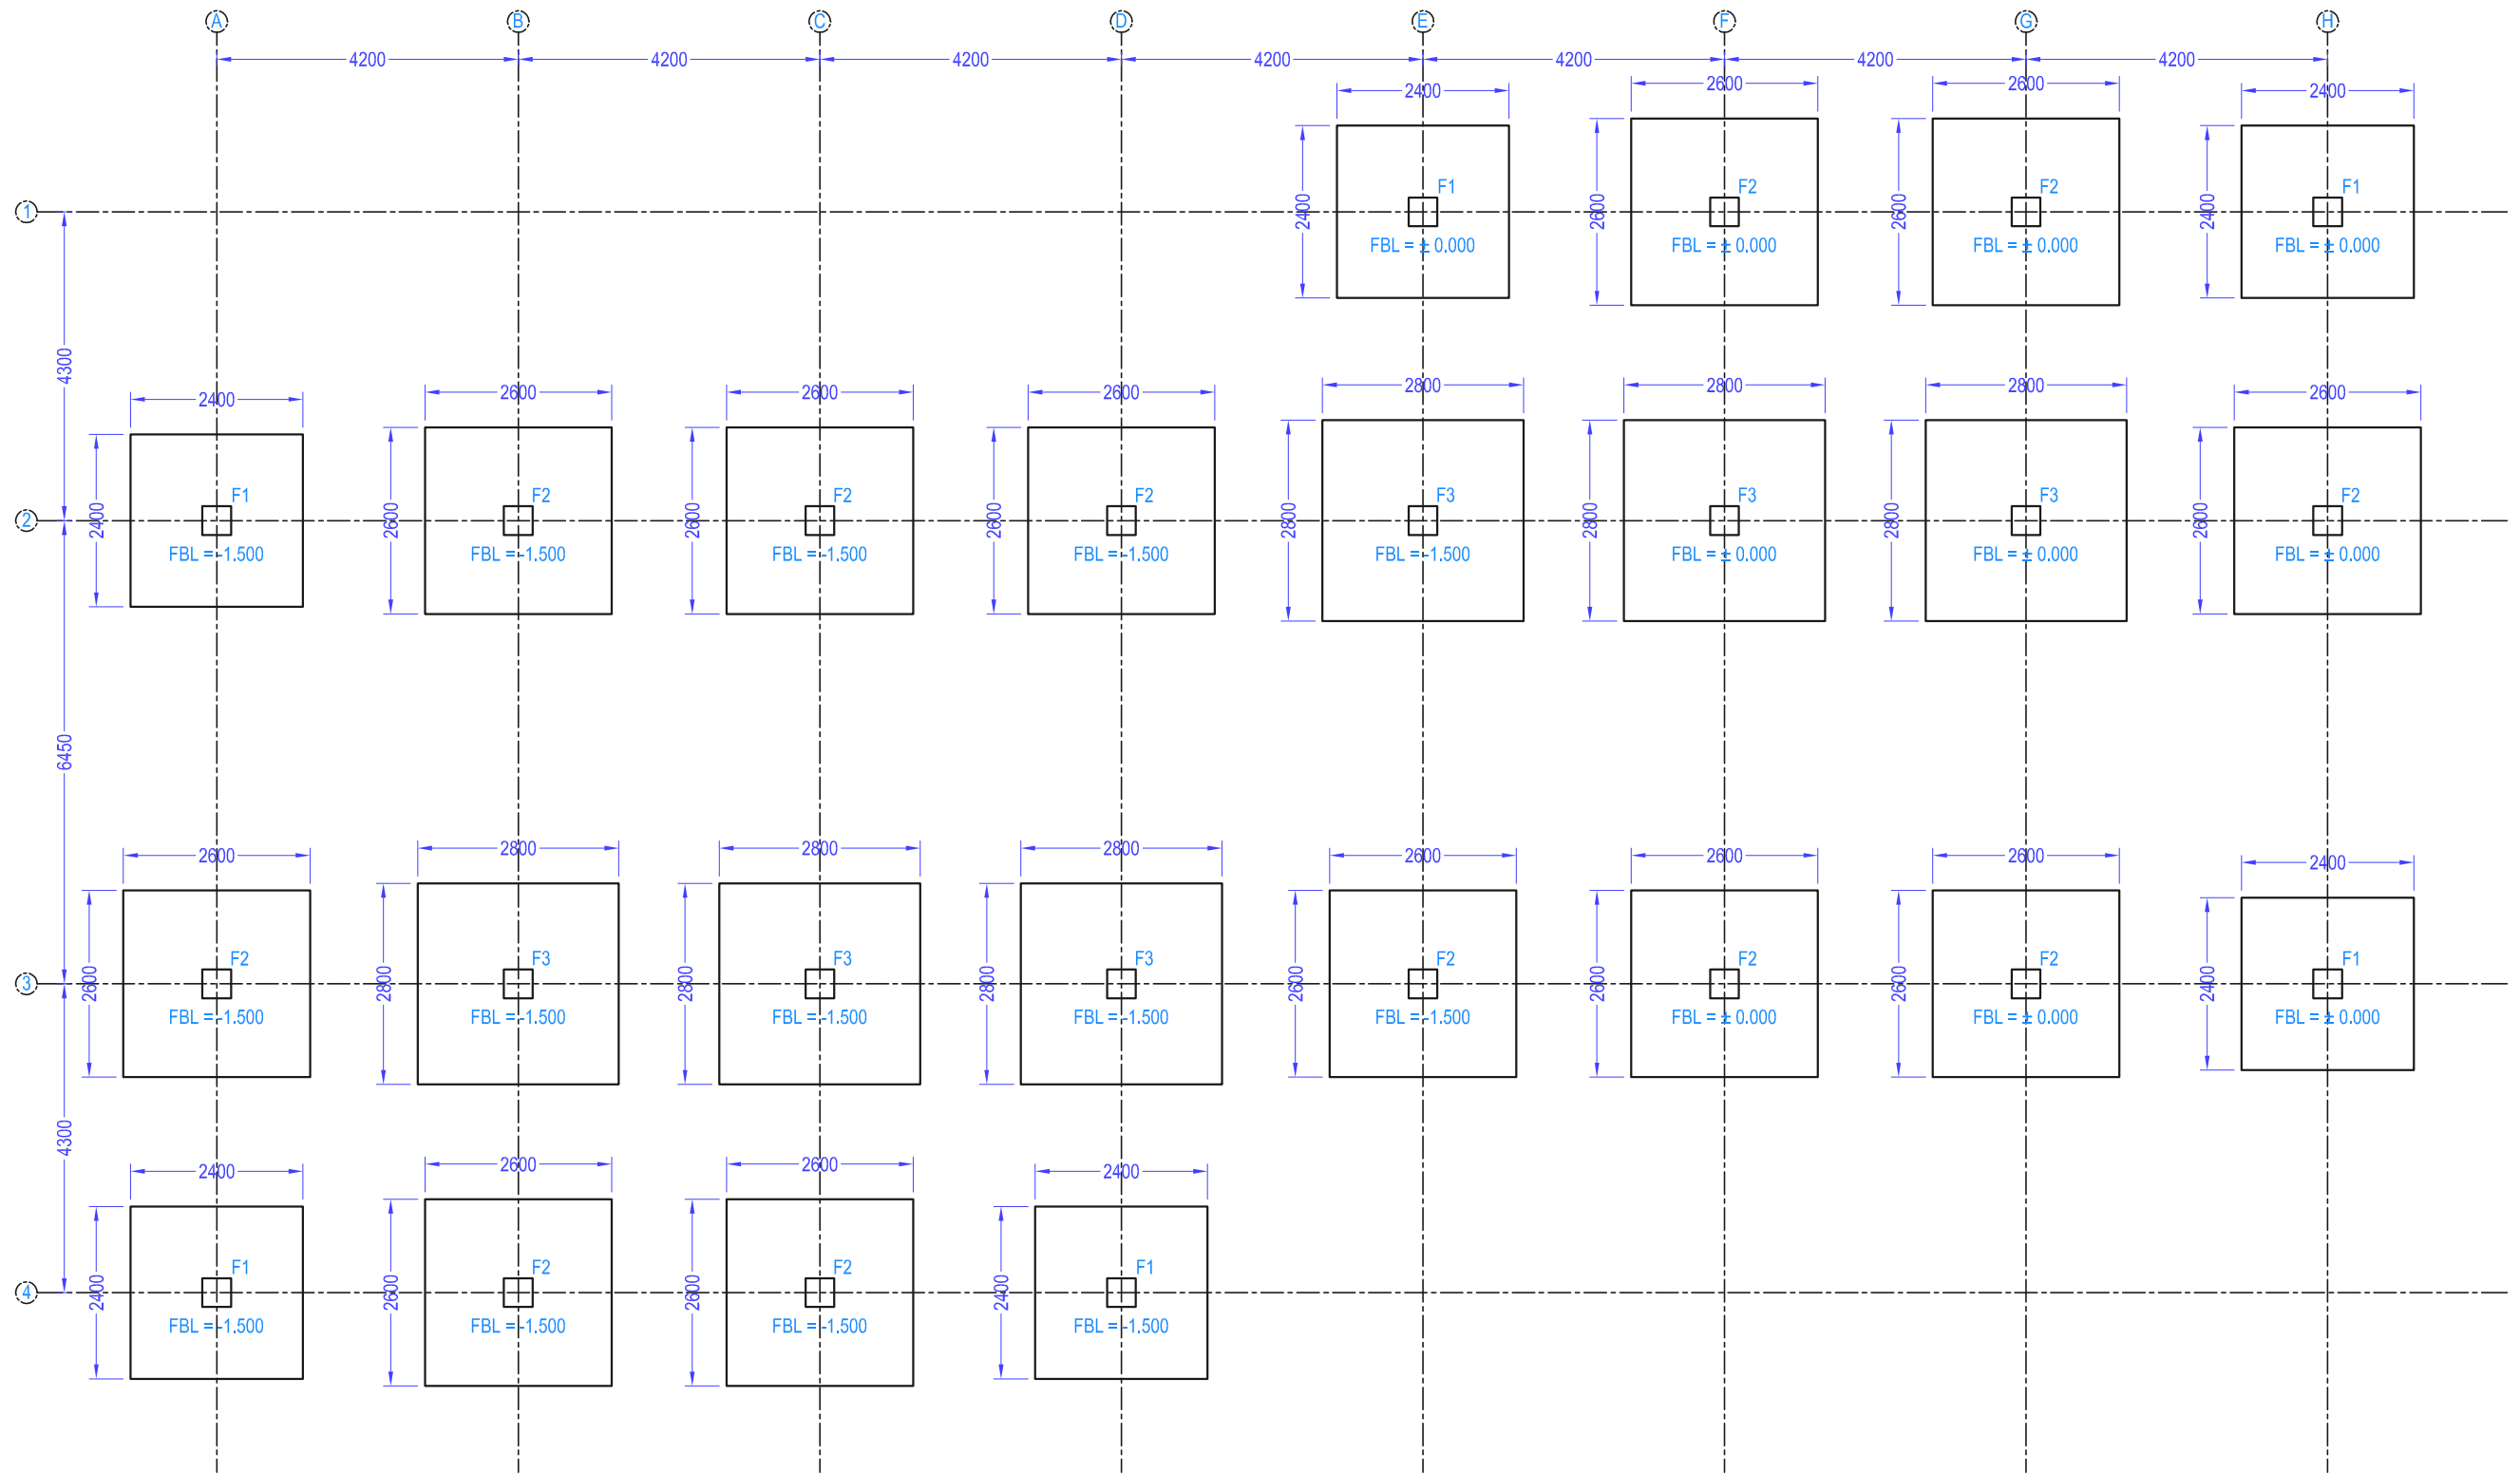 A B C D E F G H
4200 4200 4200 4200 4200 4200 4200
2400 2600 2600 2400
2400 2600 2600 2400
F1 F2 F2 F1
1
FBL = ± 0.000 FBL = ± 0.000 FBL = ± 0.000 FBL = ± 0.000
4300
2400 2600 2600 2600 2800 2800 2800 2600
2400 2600 2600 2600 2800 2800 2800 2600
F1 F2 F2 F2 F3 F3 F3 F2
2
FBL = -1.500 FBL = -1.500 FBL = -1.500 FBL = -1.500 FBL = -1.500 FBL = ± 0.000 FBL = ± 0.000 FBL = ± 0.000
6450
2600 2800 2800 2800 2600 2600 2600 2400
2600 2800 2800 2800 2600 2600 2600 2400
F2 F3 F3 F3 F2 F2 F2 F1
3
FBL = -1.500 FBL = -1.500 FBL = -1.500 FBL = -1.500 FBL = -1.500 FBL = ± 0.000 FBL = ± 0.000 FBL = ± 0.000
4300
2400 2600 2600 2400
2400 2600 2600 2400
F1 F2 F2 F1
4
FBL = -1.500 FBL = -1.500 FBL = -1.500 FBL = -1.500